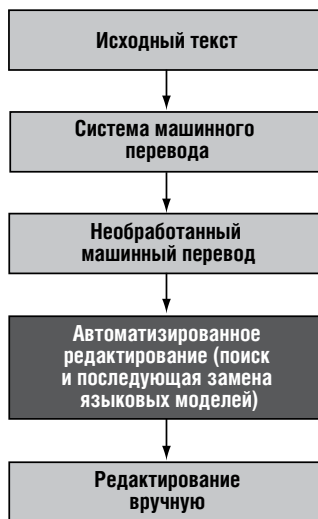 Исходный текст
Система машинного
перевода
Необработанный
машинный перевод
Автоматизированное
редактирование (поиск
и последующая замена
языковых моделей)
Редактирование
вручную